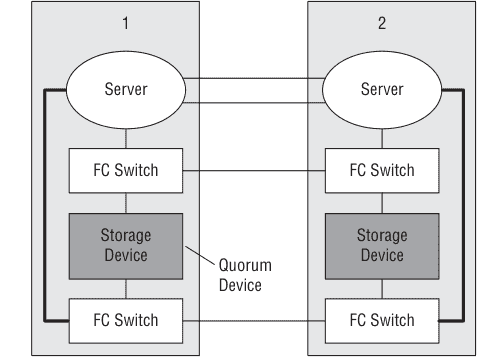 1
2
Server
Server
FC Switch
FC Switch
Storage
Device
Storage
Device
Quorum
Device
FC Switch
FC Switch